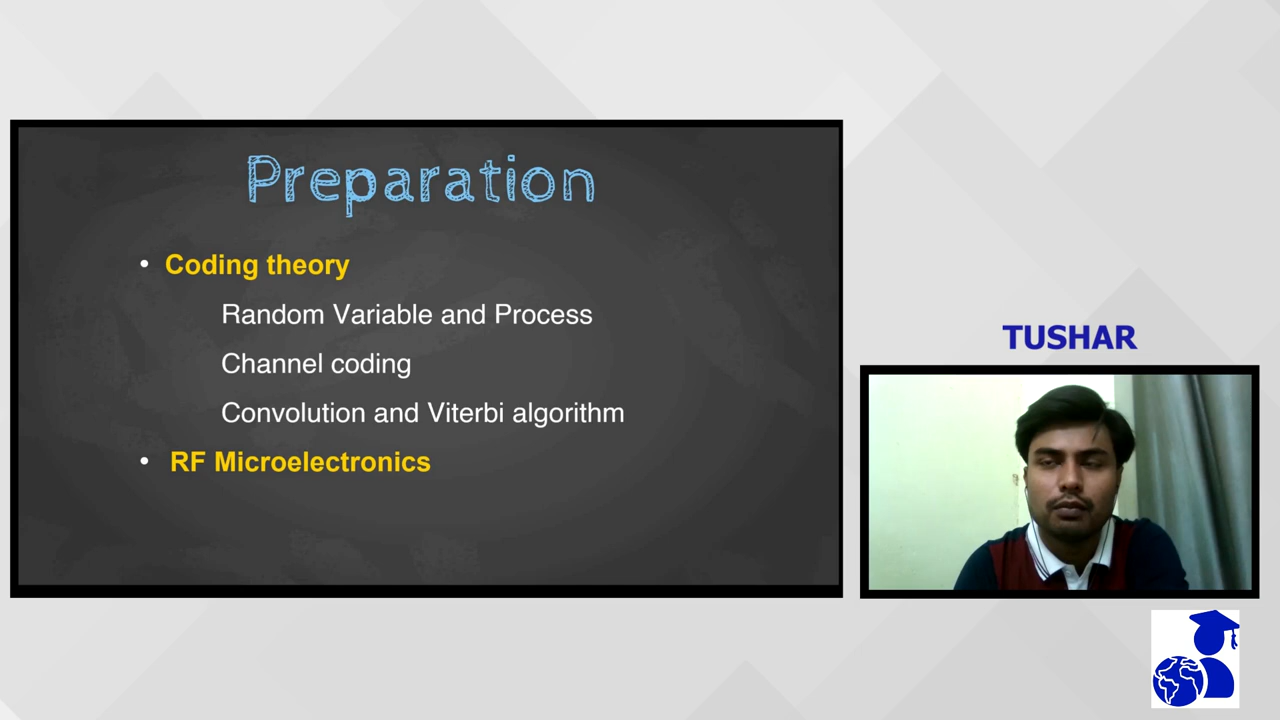 Preparation
• Coding theory
Random Variable and Process
Channel coding
Convolution and Viterbi algorithm
• RF Microelectronics
TUSHAR